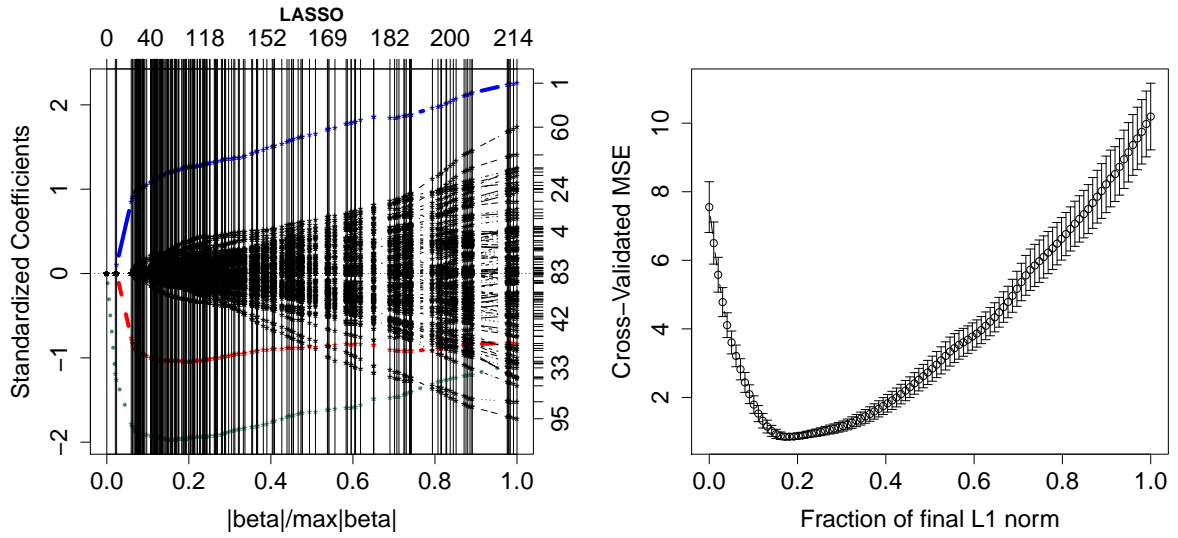 LASSO
0 40 118 152 169 182 200 214
Standardized Coefficients
2
1
0
−1
−2
1
60
24
4
83
42
33
95
0.0 0.2 0.4 0.6 0.8 1.0
|beta|/max|beta|
Cross−Validated MSE
10
8
6
4
2
0.0 0.2 0.4 0.6 0.8 1.0
Fraction of final L1 norm